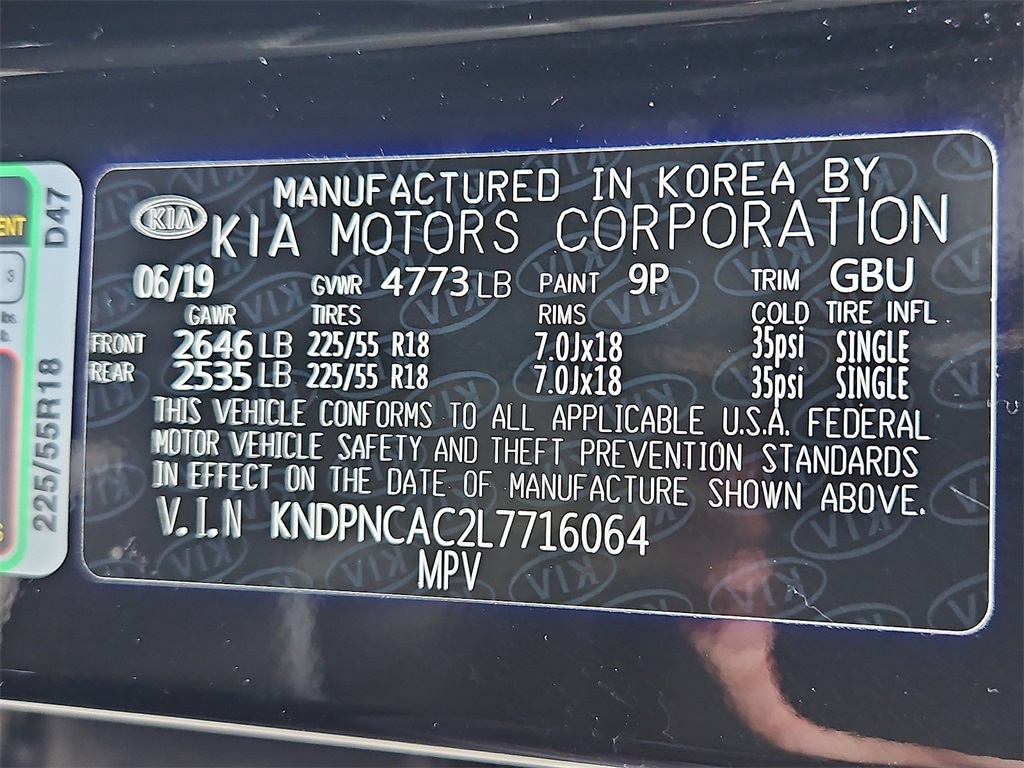 MANUFACTURED IN KOREA BY
KIA
KIA MOTORS CORPORATION
06/19 GVWR 4773 LB PAINT 9P TRIM GBU
GAWR TIRES RIMS COLD TIRE INFL.
FRONT 2646 LB 225/55 R18 7.0Jx18 35psi SINGLE
REAR 2535 LB 225/55 R18 7.0Jx18 35psi SINGLE
THIS VEHICLE CONFORMS TO ALL APPLICABLE U.S.A. FEDERAL
MOTOR VEHICLE SAFETY AND THEFT PREVENTION STANDARDS
IN EFFECT ON THE DATE OF MANUFACTURE SHOWN ABOVE.
V.I.N KNDPNCAC2L7716064
MPV
225/55R18 D47
3
lbs.
lb.